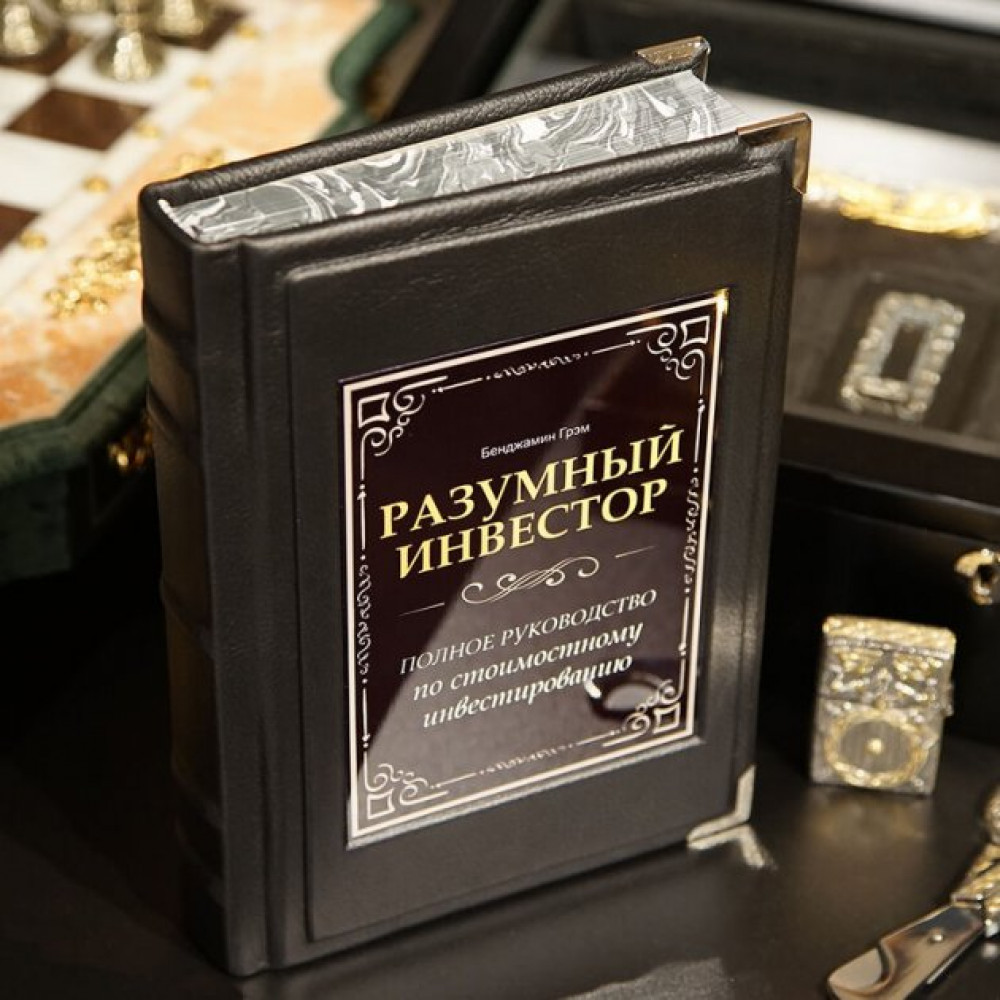 Бенджамин Грэм
РАЗУМНЫЙ
ИНВЕСТОР
ПОЛНОЕ РУКОВОДСТВО
по стоимостному
инвестированию